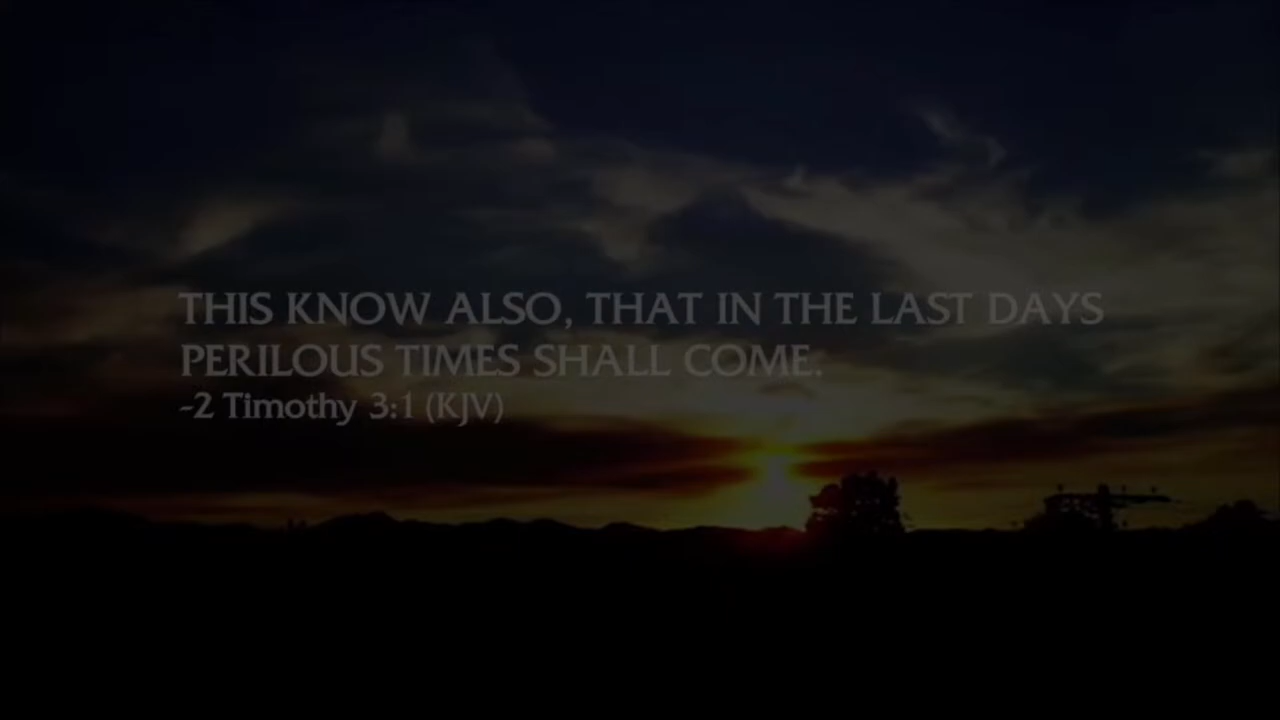 THIS KNOW ALSO, THAT IN THE LAST DAYS
PERILOUS TIMES SHALL COME.
-2 Timothy 3:1 (KJV)